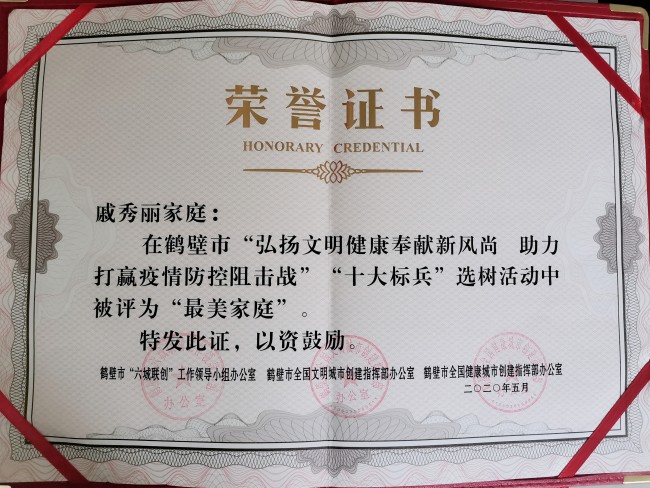 荣誉证书
HONORARY CREDENTIAL
戚秀丽家庭：
在鹤壁市“弘扬文明健康奉献新风尚 助力
打赢疫情防控阻击战”“十大标兵”选树活动中
被评为“最美家庭”。
特发此证，以资鼓励。
鹤壁市“六城联创”工作领导小组办公室 鹤壁市全国文明城市创建指挥部办公室 鹤壁市全国健康城市创建指挥部办公室
办公室 办公室
二〇二〇年五月